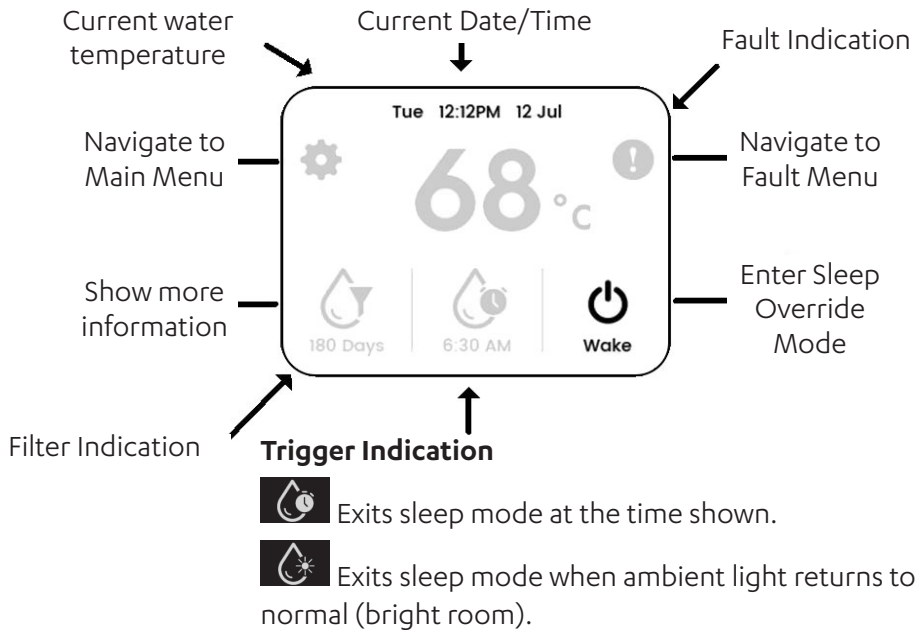 Current water
temperature
Current Date/Time
Fault Indication
Tue 12:12PM 12 Jul
Navigate to
Main Menu
68 °C
!
Navigate to
Fault Menu
Show more
information
180 Days
6:30 AM
Wake
Enter Sleep
Override
Mode
Filter Indication
Trigger Indication
Exits sleep mode at the time shown.
Exits sleep mode when ambient light returns to
normal (bright room).